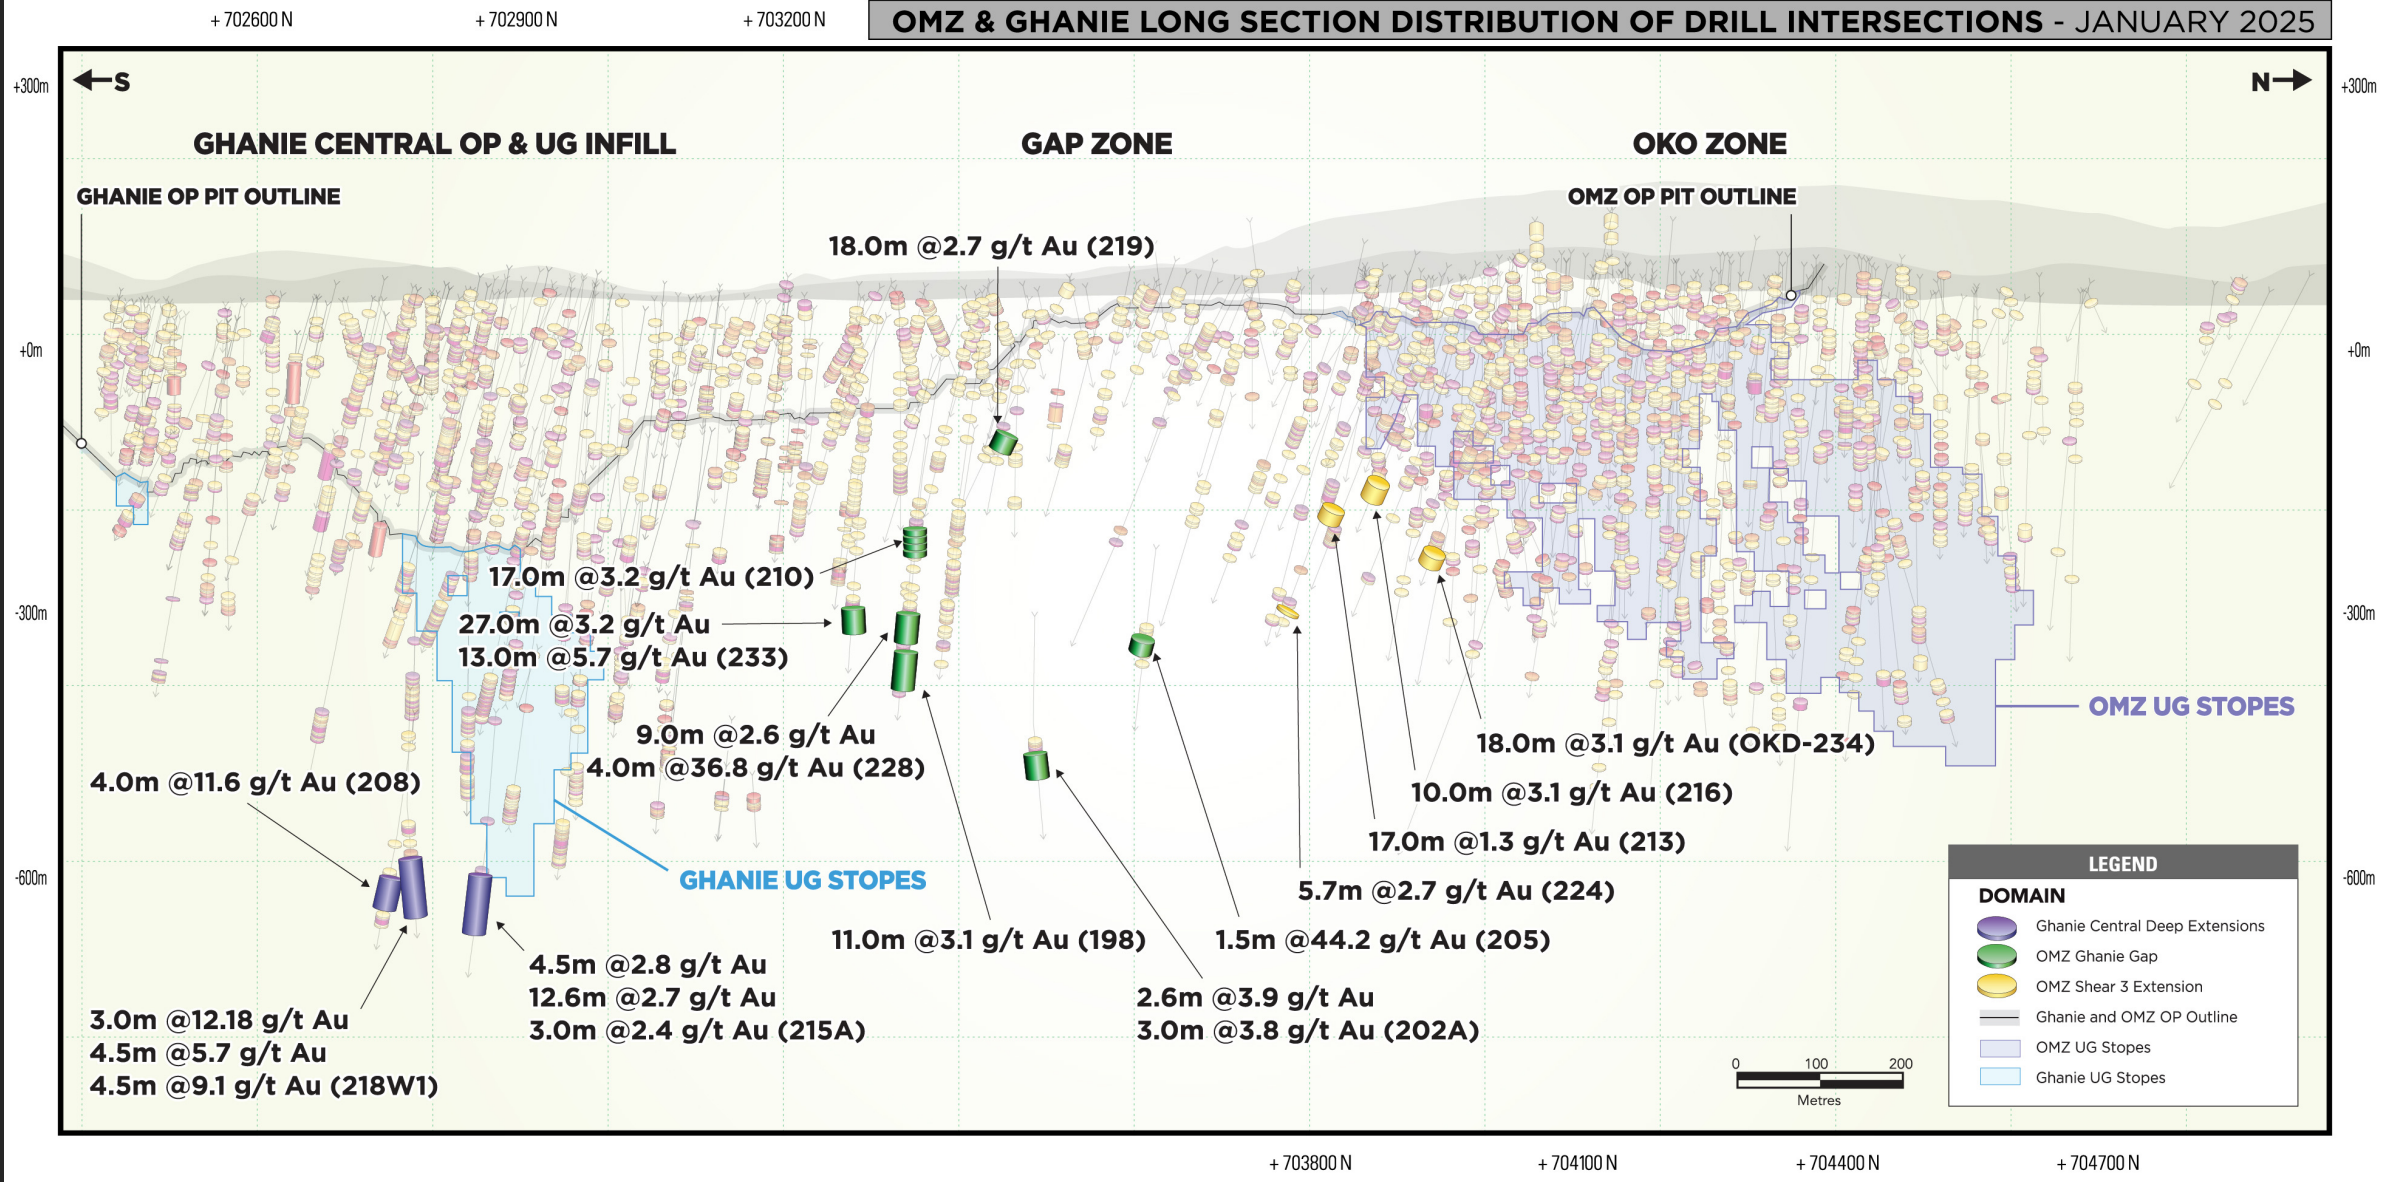 + 702600 N
+ 702900 N
+ 703200 N
OMZ & GHANIE LONG SECTION DISTRIBUTION OF DRILL INTERSECTIONS - JANUARY 2025
+300m
S
N
+300m
GHANIE CENTRAL OP & UG INFILL
GAP ZONE
OKO ZONE
GHANIE OP PIT OUTLINE
OMZ OP PIT OUTLINE
18.0m @2.7 g/t Au (219)
+0m
+0m
17.0m @3.2 g/t Au (210)
-300m
-300m
27.0m @3.2 g/t Au
13.0m @5.7 g/t Au (233)
OMZ UG STOPES
9.0m @2.6 g/t Au
4.0m @36.8 g/t Au (228)
18.0m @3.1 g/t Au (OKD-234)
4.0m @11.6 g/t Au (208)
10.0m @3.1 g/t Au (216)
17.0m @1.3 g/t Au (213)
-600m
-600m
GHANIE UG STOPES
5.7m @2.7 g/t Au (224)
11.0m @3.1 g/t Au (198)
1.5m @44.2 g/t Au (205)
4.5m @2.8 g/t Au
12.6m @2.7 g/t Au
3.0m @2.4 g/t Au (215A)
2.6m @3.9 g/t Au
3.0m @3.8 g/t Au (202A)
3.0m @12.18 g/t Au
4.5m @5.7 g/t Au
4.5m @9.1 g/t Au (218W1)
LEGEND
DOMAIN
Ghanie Central Deep Extensions
OMZ Ghanie Gap
OMZ Shear 3 Extension
Ghanie and OMZ OP Outline
OMZ UG Stopes
Ghanie UG Stopes
0 100 200
Metres
+ 703800 N
+ 704100 N
+ 704400 N
+ 704700 N